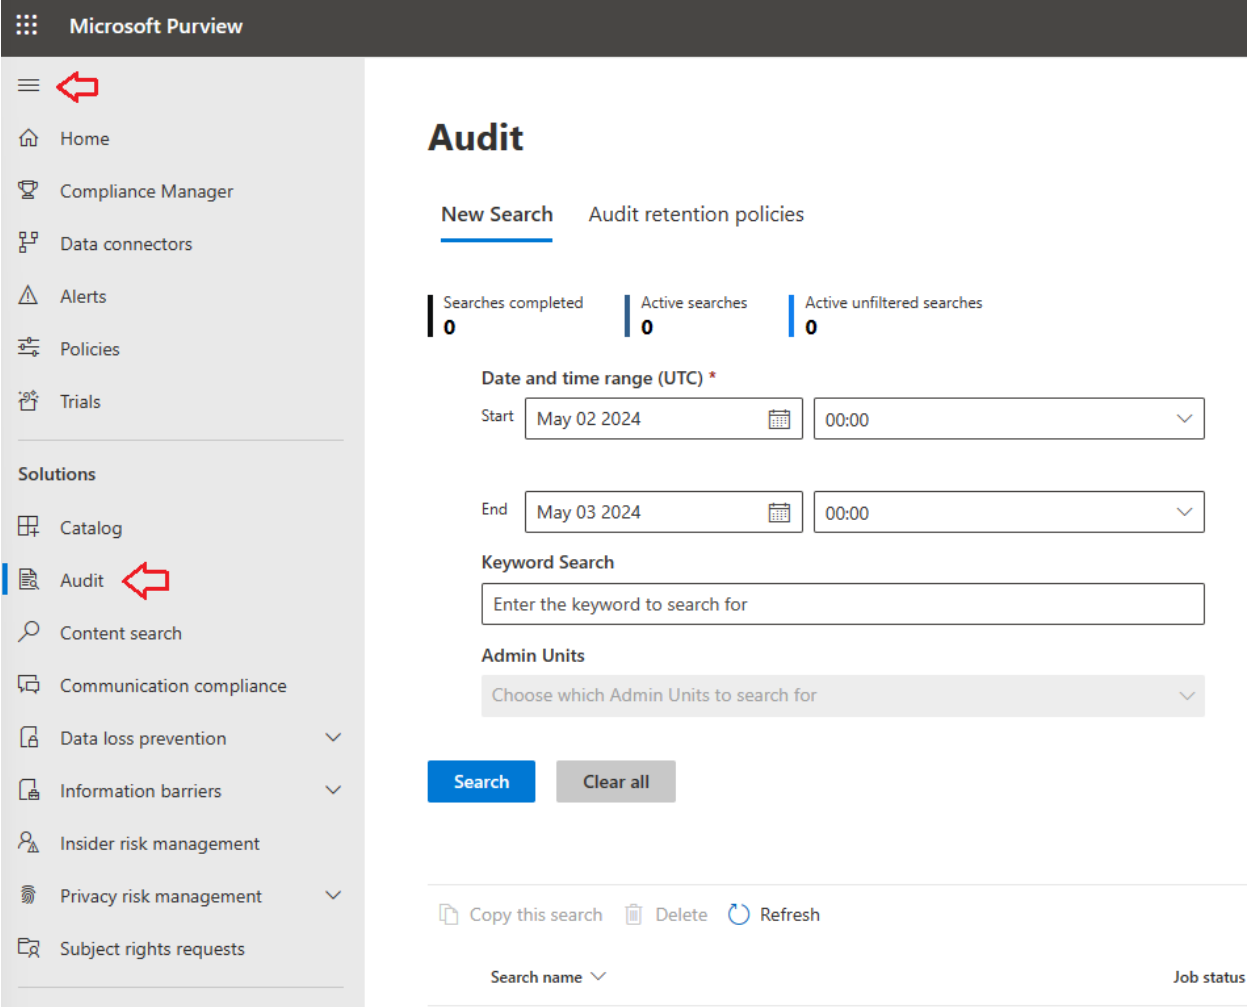 Microsoft Purview
Home
Compliance Manager
Data connectors
Alerts
Policies
Trials
Solutions
Catalog
Audit
Content search
Communication compliance
Data loss prevention
Information barriers
Insider risk management
Privacy risk management
Subject rights requests
Audit
New Search Audit retention policies
Searches completed Active searches Active unfiltered searches
0 0 0
Date and time range (UTC) *
Start May 02 2024 00:00
End May 03 2024 00:00
Keyword Search
Enter the keyword to search for
Admin Units
Choose which Admin Units to search for
Search Clear all
Copy this search Delete Refresh
Search name Job status